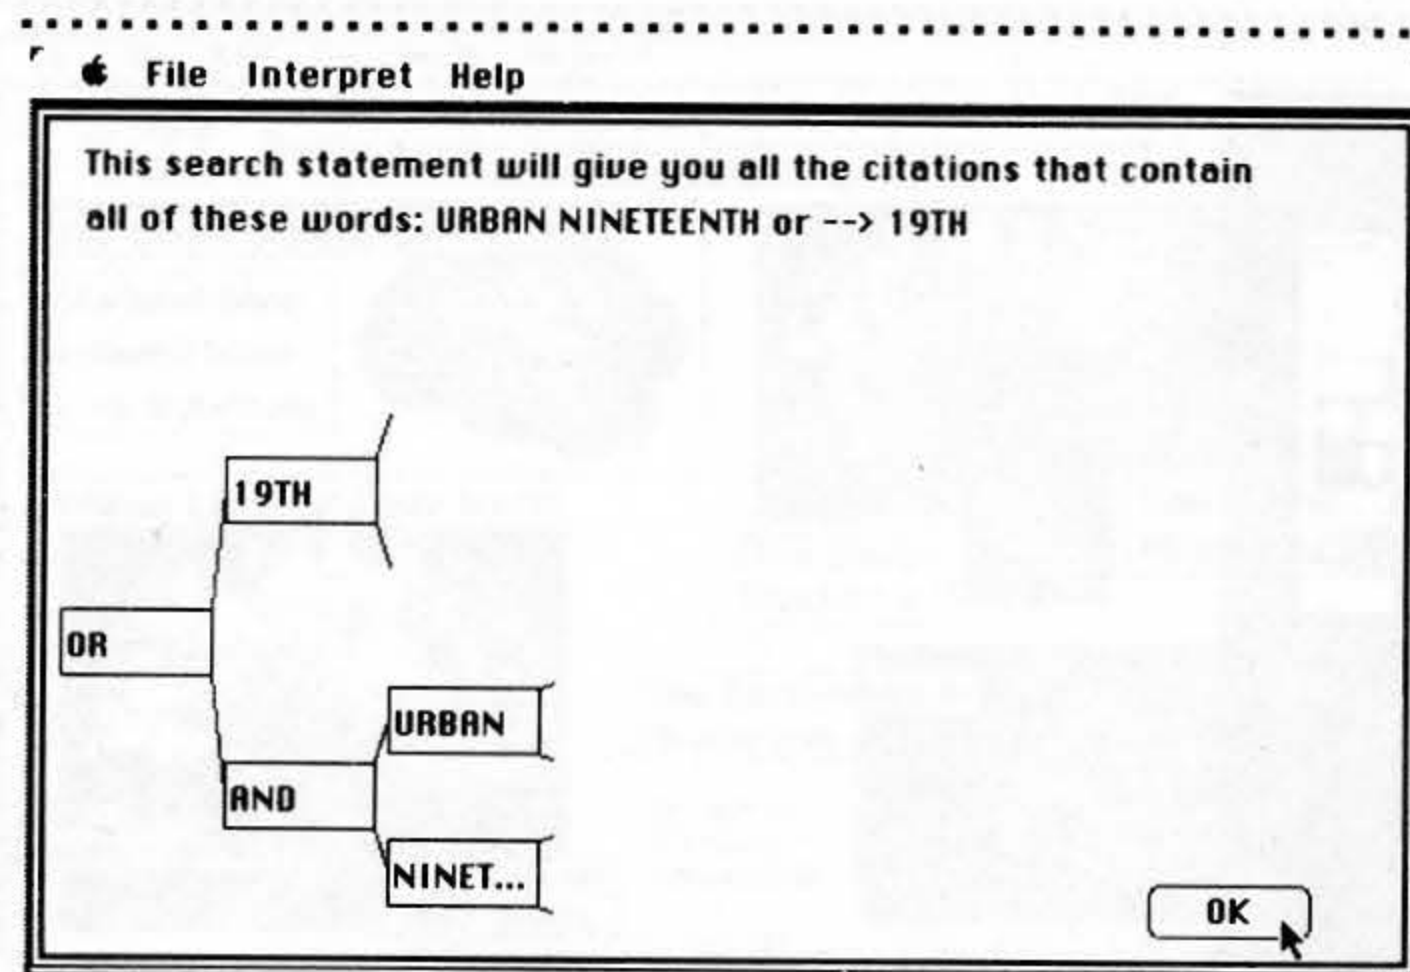 File Interpret Help
This search statement will give you all the citations that contain
all of these words: URBAN NINETEENTH or --> 19TH
19TH
OR
URBAN
AND
NINET...
OK